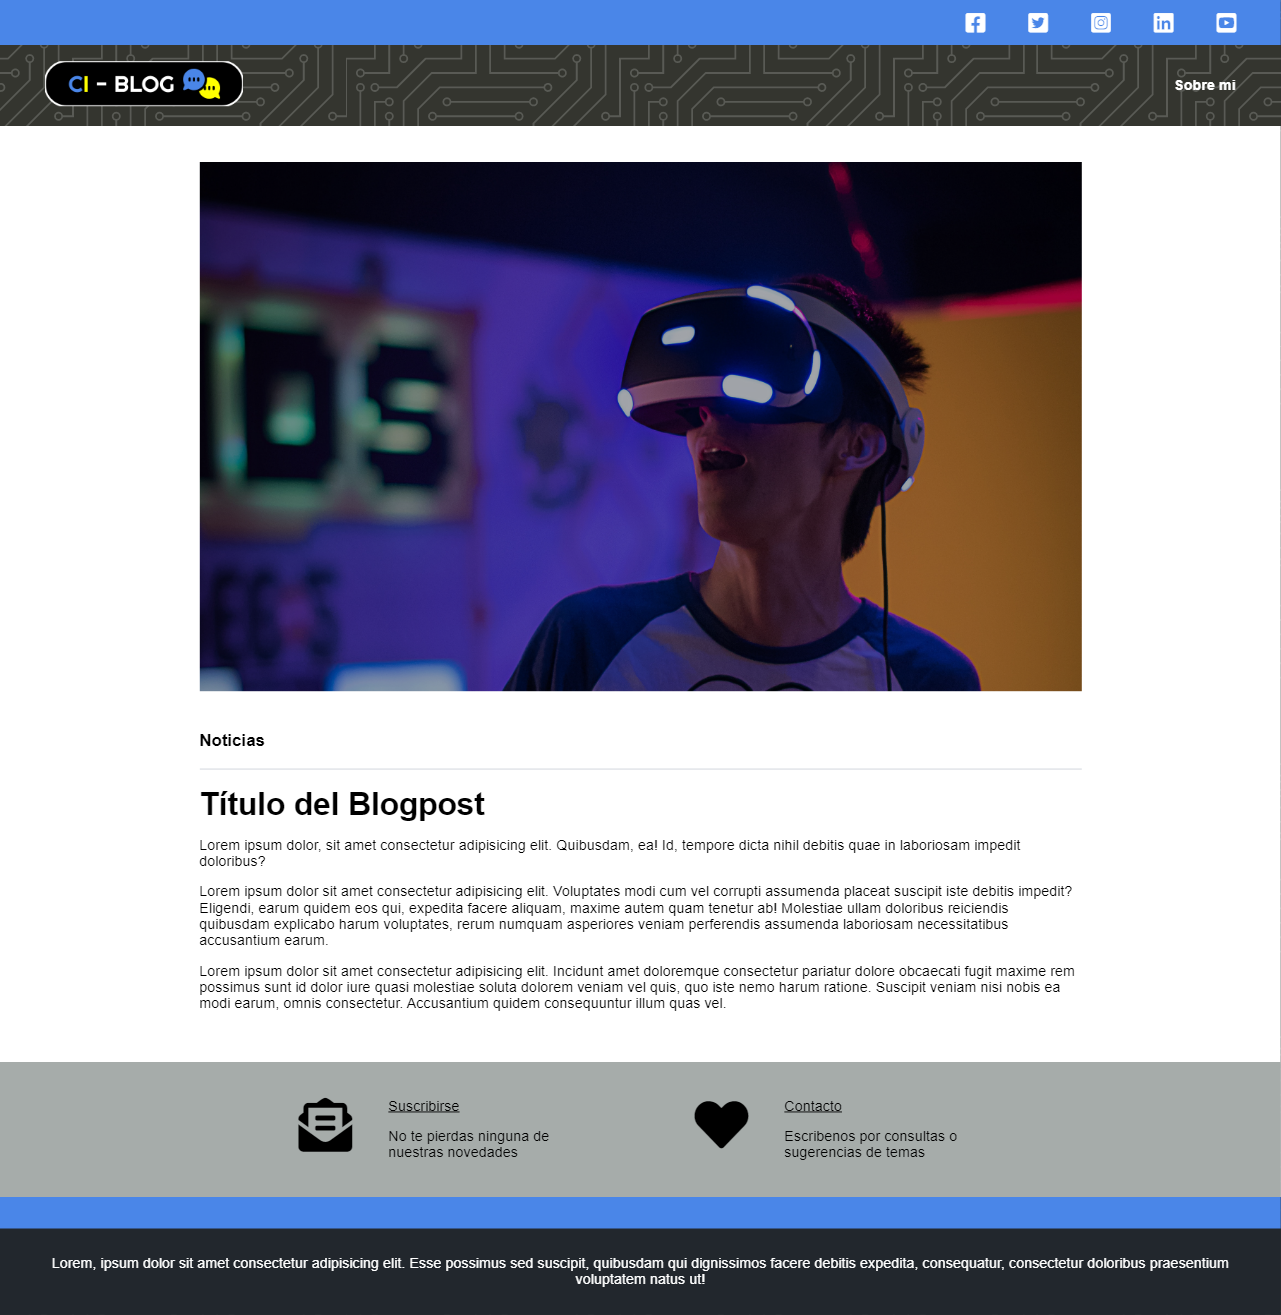 CI - BLOG
Sobre mi
Noticias
Título del Blogpost
Lorem ipsum dolor, sit amet consectetur adipisicing elit. Quibusdam, ea! Id, tempore dicta nihil debitis quae in laboriosam impedit
doloribus?
Lorem ipsum dolor sit amet consectetur adipisicing elit. Voluptates modi cum vel corrupti assumenda placeat suscipit iste debitis impedit?
Eligendi, earum quidem eos qui, expedita facere aliquam, maxime autem quam tenetur ab! Molestiae ullam doloribus reiciendis
quibusdam explicabo harum voluptates, rerum numquam asperiores veniam perferendis assumenda laboriosam necessitatibus
accusantium earum.
Lorem ipsum dolor sit amet consectetur adipisicing elit. Incidunt amet doloremque consectetur pariatur dolore obcaecati fugit maxime rem
possimus sunt id dolor iure quasi molestiae soluta dolorem veniam vel quis, quo iste nemo harum ratione. Suscipit veniam nisi nobis ea
modi earum, omnis consectetur. Accusantium quidem consequuntur illum quas vel.
Suscribirse
No te pierdas ninguna de
nuestras novedades
Contacto
Escribenos por consultas o
sugerencias de temas
Lorem, ipsum dolor sit amet consectetur adipisicing elit. Esse possimus sed suscipit, quibusdam qui dignissimos facere debitis expedita, consequatur, consectetur doloribus praesentium
voluptatem natus ut!